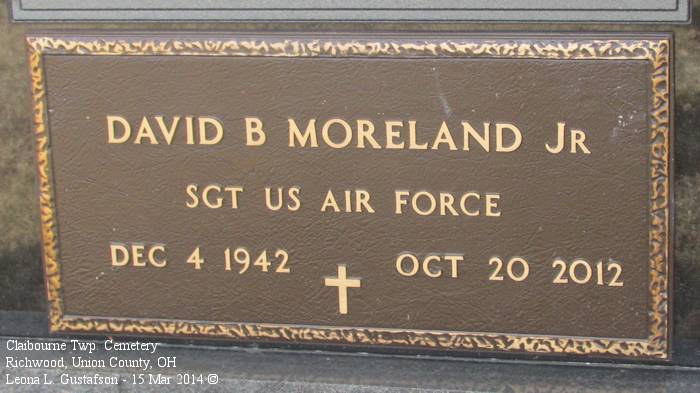 DAVID B MORELAND JR
SGT US AIR FORCE
DEC 4 1942 OCT 20 2012
Claibourne Twp Cemetery
Richwood, Union County, OH
Leona L. Gustafson - 15 Mar 2014 ©